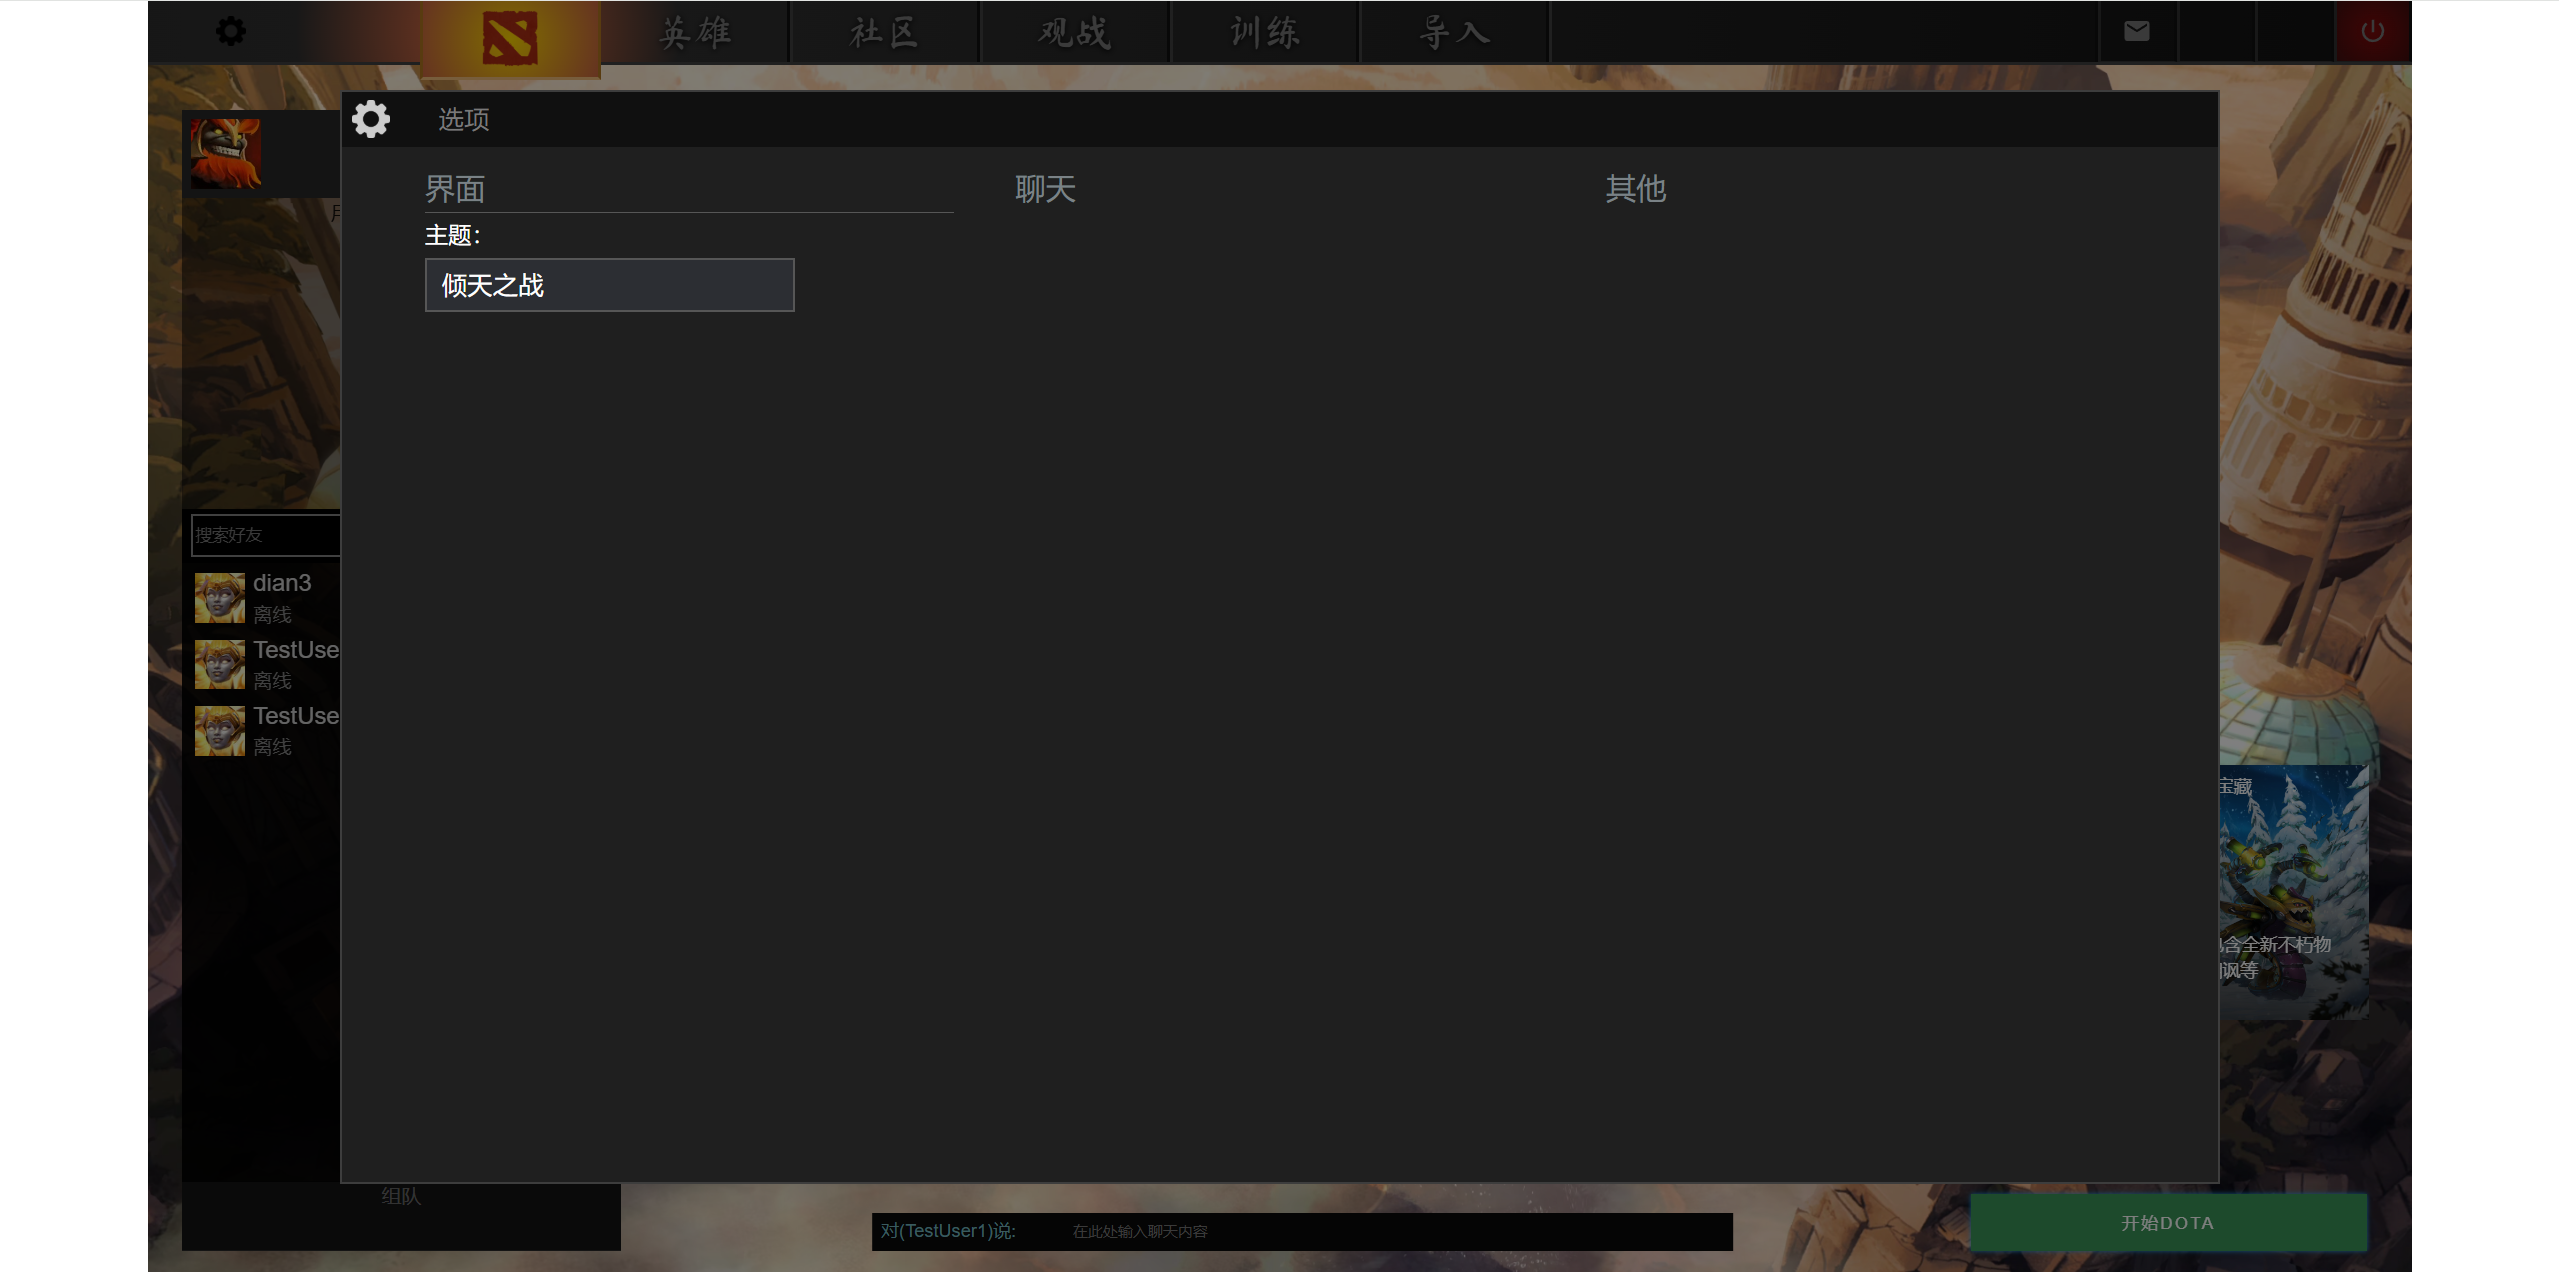 英雄
社区
观战
训练
导入
选项
界面
聊天
其他
主题：
倾天之战
搜索好友
dian3
离线
TestUse
离线
TestUse
离线
宝藏
含全新不朽物
讽等
组队
对(TestUser1)说:
在此处输入聊天内容
开始DOTA